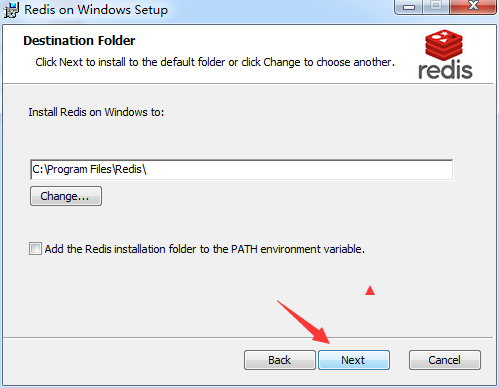 Redis on Windows Setup
Destination Folder
Click Next to install to the default folder or click Change to choose another.
redis
Install Redis on Windows to:
C:\Program Files\Redis\
Change...
Add the Redis installation folder to the PATH environment variable.
Back
Next
Cancel